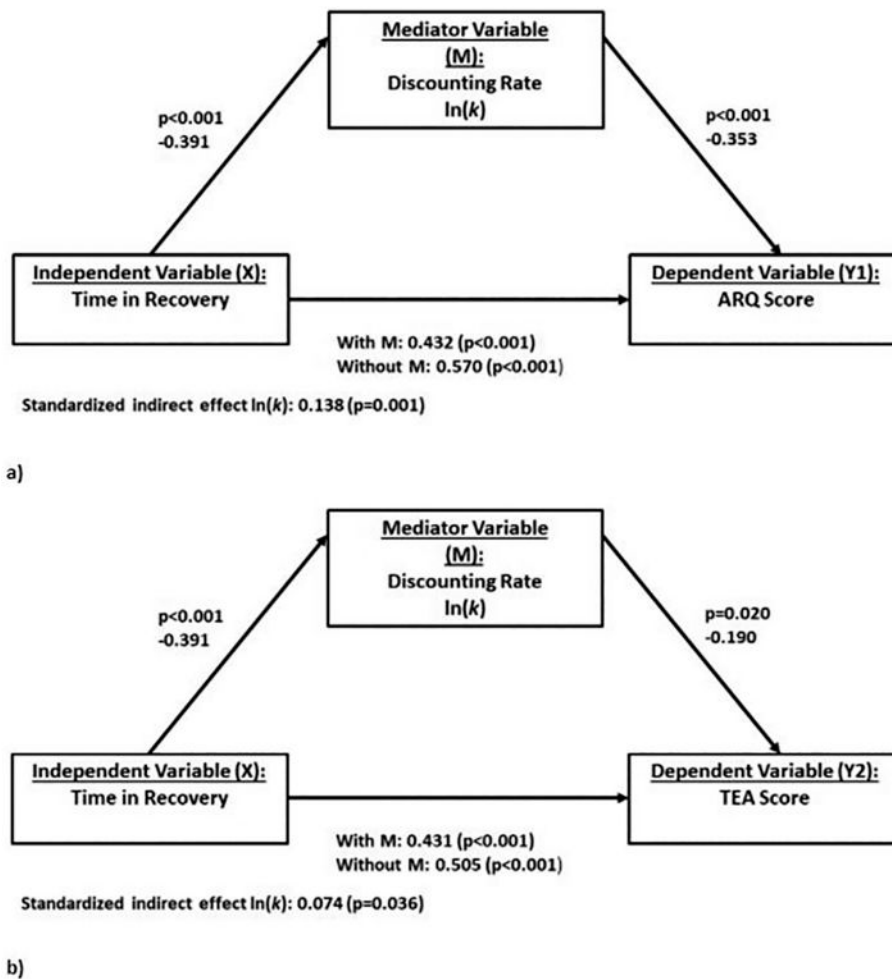 Mediator Variable
(M):
Discounting Rate
ln(k)
p<0.001
-0.391
p<0.001
-0.353
Independent Variable (X):
Time in Recovery
Dependent Variable (Y1):
ARQ Score
With M: 0.432 (p<0.001)
Without M: 0.570 (p<0.001)
Standardized indirect effect ln(k): 0.138 (p=0.001)
a)
Mediator Variable
(M):
Discounting Rate
ln(k)
p<0.001
-0.391
p=0.020
-0.190
Independent Variable (X):
Time in Recovery
Dependent Variable (Y2):
TEA Score
With M: 0.431 (p<0.001)
Without M: 0.505 (p<0.001)
Standardized indirect effect ln(k): 0.074 (p=0.036)
b)